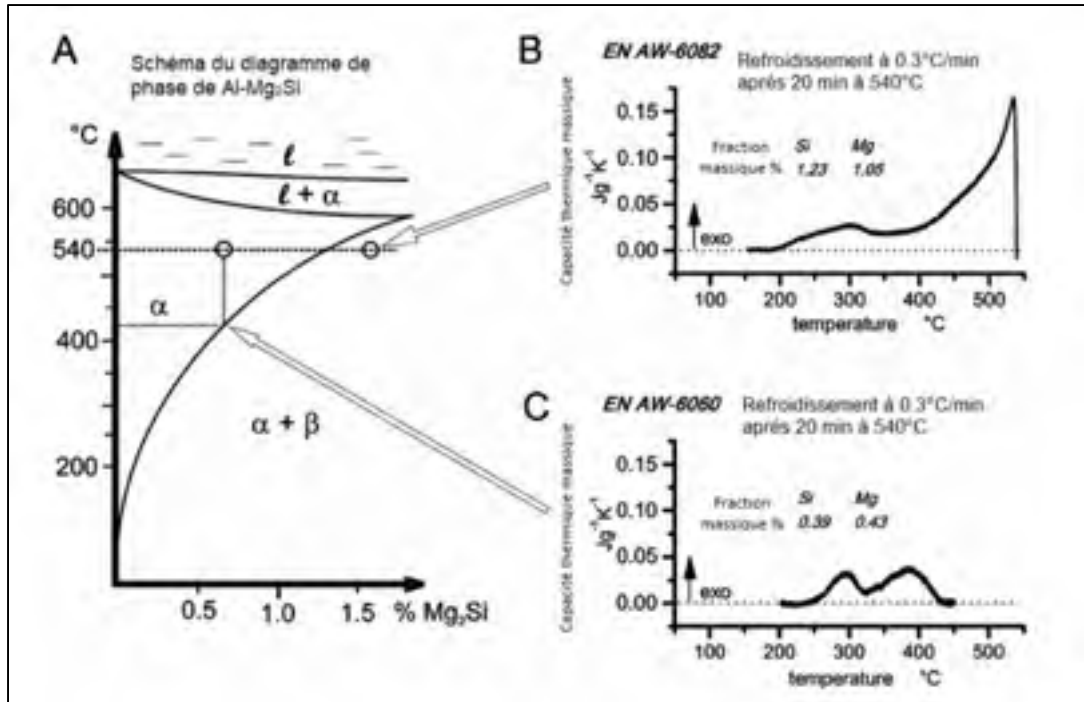 A
Schéma du diagramme de
phase de Al-Mg₂Si
°C
ℓ
ℓ + α
600
540
α
400
α + β
200
0.5 1.0 1.5 % Mg₂Si
B
EN AW-6082 Refroidissement à 0.3°C/min
aprés 20 min à 540°C
Capacité thermique massique
Jg⁻¹K⁻¹
0.15
0.10
0.05
0.00
Fraction Si Mg
massique % 1.23 1.05
exo
100 200 300 400 500
temperature °C
C
EN AW-6060 Refroidissement à 0.3°C/min
aprés 20 min à 540°C
Capacité thermique massique
Jg⁻¹K⁻¹
0.15
0.10
0.05
0.00
Fraction Si Mg
massique % 0.39 0.43
exo
100 200 300 400 500
temperature °C